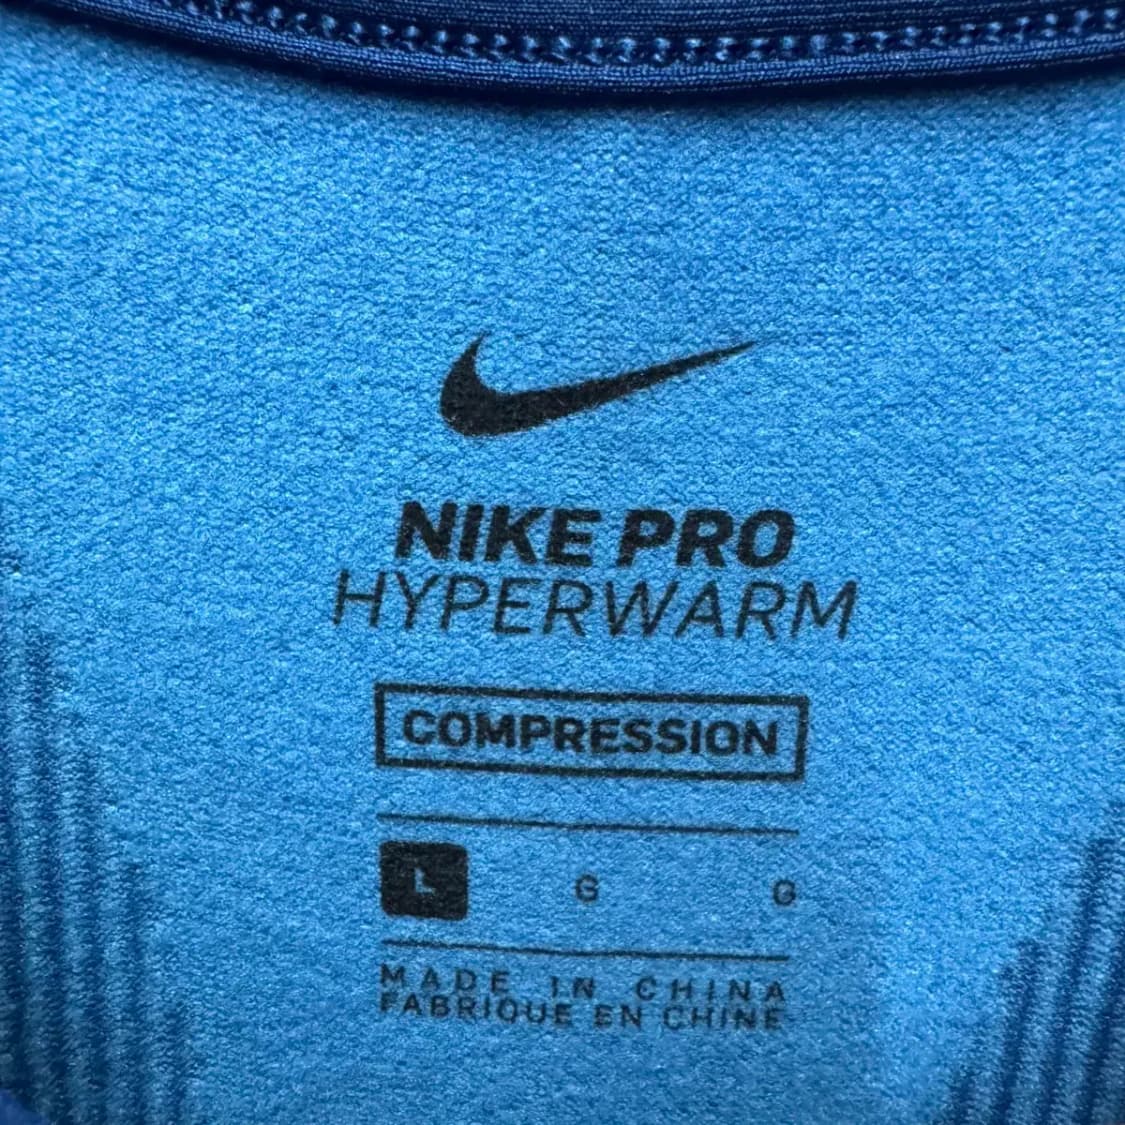 NIKE PRO
HYPERWARM
COMPRESSION
L G G
MADE IN CHINA
FABRIQUE EN CHINE